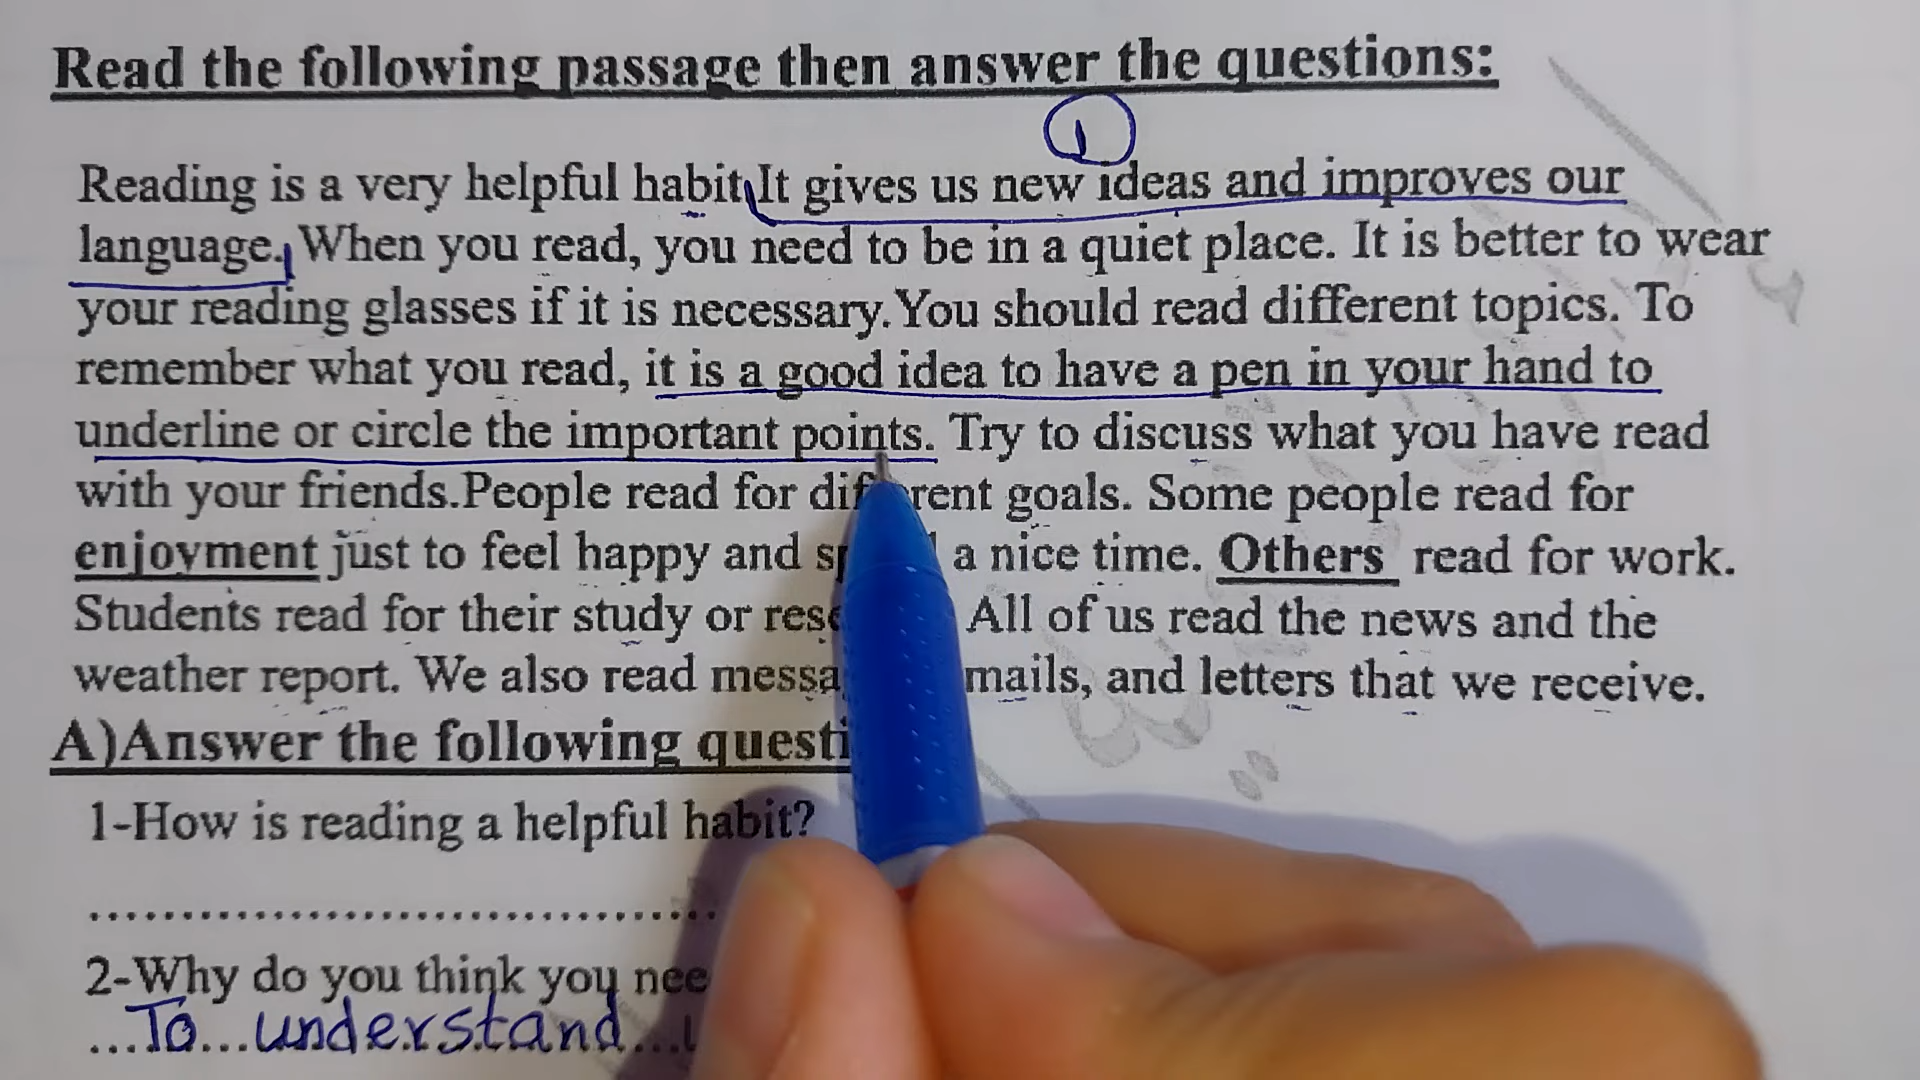 Read the following passage then answer the questions:
1
Reading is a very helpful habit. It gives us new ideas and improves our
language. When you read, you need to be in a quiet place. It is better to wear
your reading glasses if it is necessary. You should read different topics. To
remember what you read, it is a good idea to have a pen in your hand to
underline or circle the important points. Try to discuss what you have read
with your friends. People read for different goals. Some people read for
enjoyment just to feel happy and a nice time. Others read for work.
Students read for their study or All of us read the news and the
weather report. We also read mails, and letters that we receive.
A)Answer the following
1-How is reading a helpful habit?
2-Why do you think you
...To...understand...